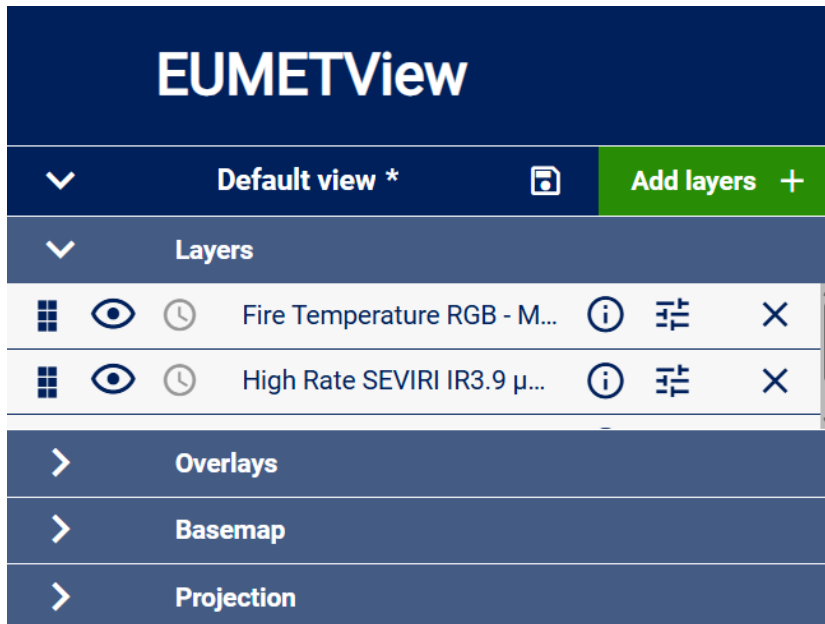 EUMETView
Default view *
Add layers +
Layers
Fire Temperature RGB - M...
High Rate SEVIRI IR3.9 µ...
Overlays
Basemap
Projection